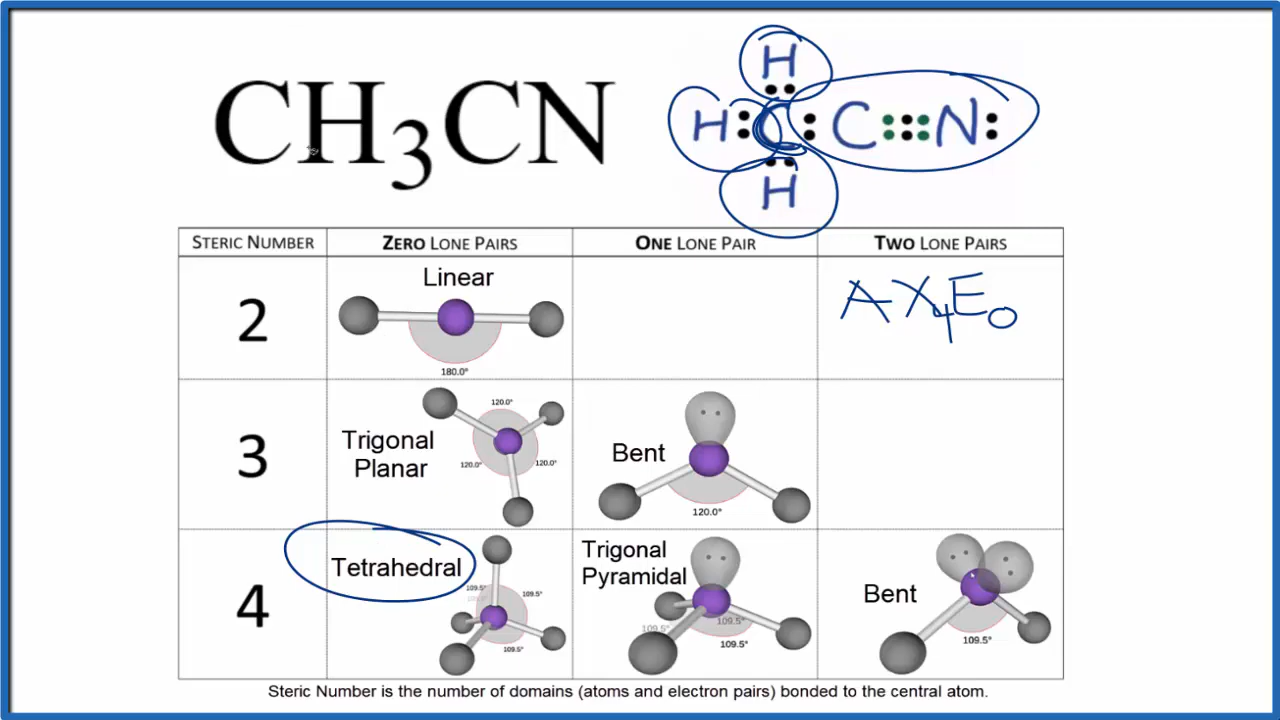 CH3CN
H
H : C : C ::: N :
H
STERIC NUMBER ZERO LONE PAIRS ONE LONE PAIR TWO LONE PAIRS
2
Linear
180.0°
AX4E0
3
Trigonal
Planar
120.0°
120.0°
120.0°
Bent
120.0°
4
Tetrahedral
109.5°
109.5°
109.5°
Trigonal
Pyramidal
109.5°
109.5°
109.5°
Bent
109.5°
Steric Number is the number of domains (atoms and electron pairs) bonded to the central atom.